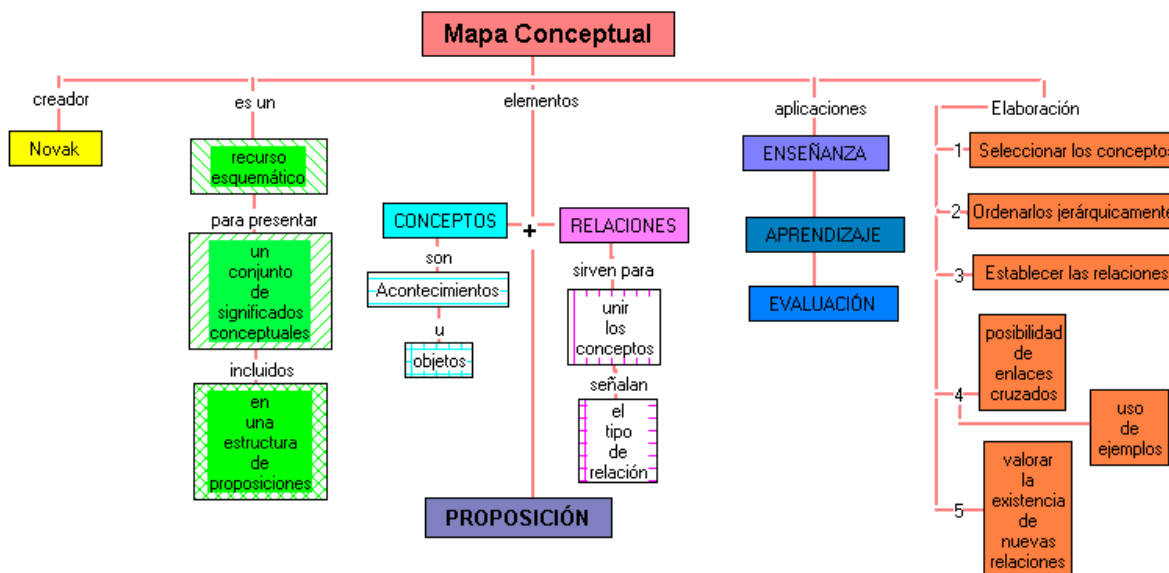 Mapa Conceptual
creador
Novak
es un
recurso
esquemático
para presentar
un
conjunto
de
significados
conceptuales
incluidos
en
una
estructura
de
proposiciones
elementos
CONCEPTOS
+
RELACIONES
son
Acontecimientos
u
objetos
sirven para
unir
los
conceptos
señalan
el
tipo
de
relación
PROPOSICIÓN
aplicaciones
ENSEÑANZA
APRENDIZAJE
EVALUACIÓN
Elaboración
1 Seleccionar los conceptos
2 Ordenarlos jerárquicamente
3 Establecer las relaciones
4
posibilidad
de
enlaces
cruzados
uso
de
ejemplos
5
valorar
la
existencia
de
nuevas
relaciones